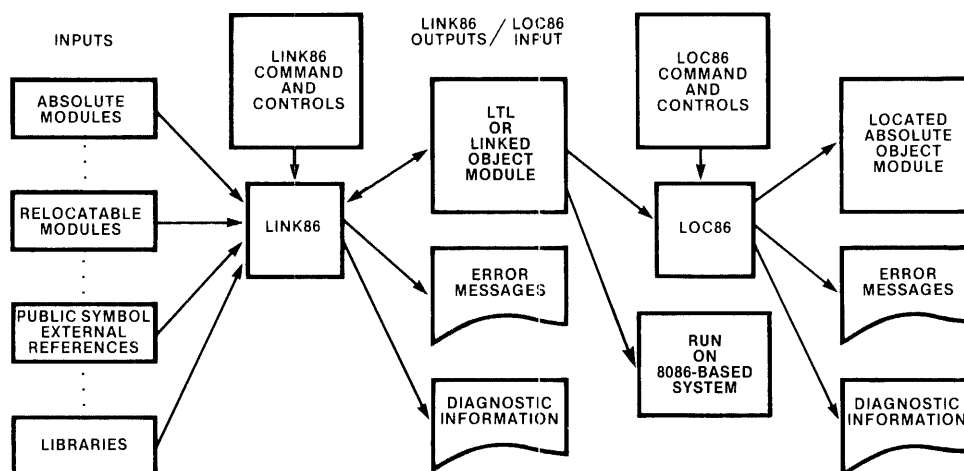 INPUTS
ABSOLUTE
MODULES
RELOCATABLE
MODULES
PUBLIC SYMBOL
EXTERNAL
REFERENCES
LIBRARIES
LINK86
COMMAND
AND
CONTROLS
LINK86
LINK86 LOC86
OUTPUTS / INPUT
LTL
OR
LINKED
OBJECT
MODULE
ERROR
MESSAGES
DIAGNOSTIC
INFORMATION
LOC86
COMMAND
AND
CONTROLS
LOC86
RUN
ON
8086-BASED
SYSTEM
LOCATED
ABSOLUTE
OBJECT
MODULE
ERROR
MESSAGES
DIAGNOSTIC
INFORMATION